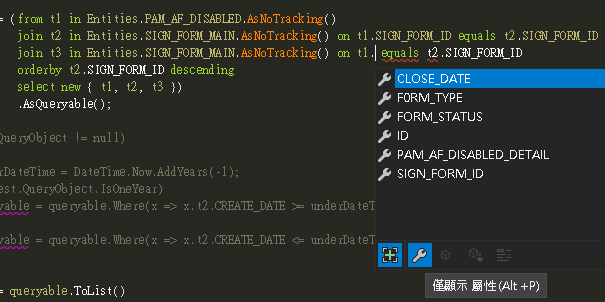 = (from t1 in Entities.PAM_AF_DISABLED.AsNoTracking()
join t2 in Entities.SIGN_FORM_MAIN.AsNoTracking() on t1.SIGN_FORM_ID equals t2.SIGN_FORM_ID
join t3 in Entities.SIGN_FORM_MAIN.AsNoTracking() on t1. equals t2.SIGN_FORM_ID
orderby t2.SIGN_FORM_ID descending
select new { t1, t2, t3 })
.AsQueryable();
QueryObject != null)
rDateTime = DateTime.Now.AddYears(-1);
est.QueryObject.IsOneYear)
yable = queryable.Where(x => x.t2.CREATE_DATE >= underDateT
yable = queryable.Where(x => x.t2.CREATE_DATE <= underDateT
= queryable.ToList()
CLOSE_DATE
FORM_TYPE
FORM_STATUS
ID
PAM_AF_DISABLED_DETAIL
SIGN_FORM_ID
僅顯示 屬性(Alt +P)